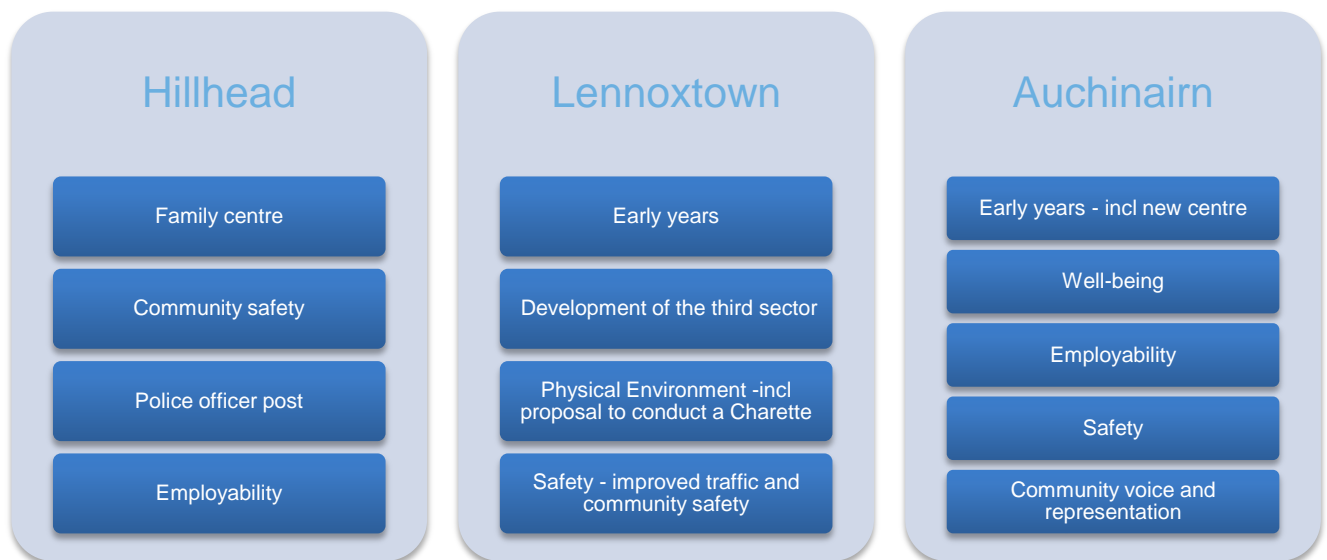 Hillhead
Family centre
Community safety
Police officer post
Employability
Lennoxtown
Early years
Development of the third sector
Physical Environment -incl
proposal to conduct a Charette
Safety - improved traffic and
community safety
Auchinairn
Early years - incl new centre
Well-being
Employability
Safety
Community voice and
representation